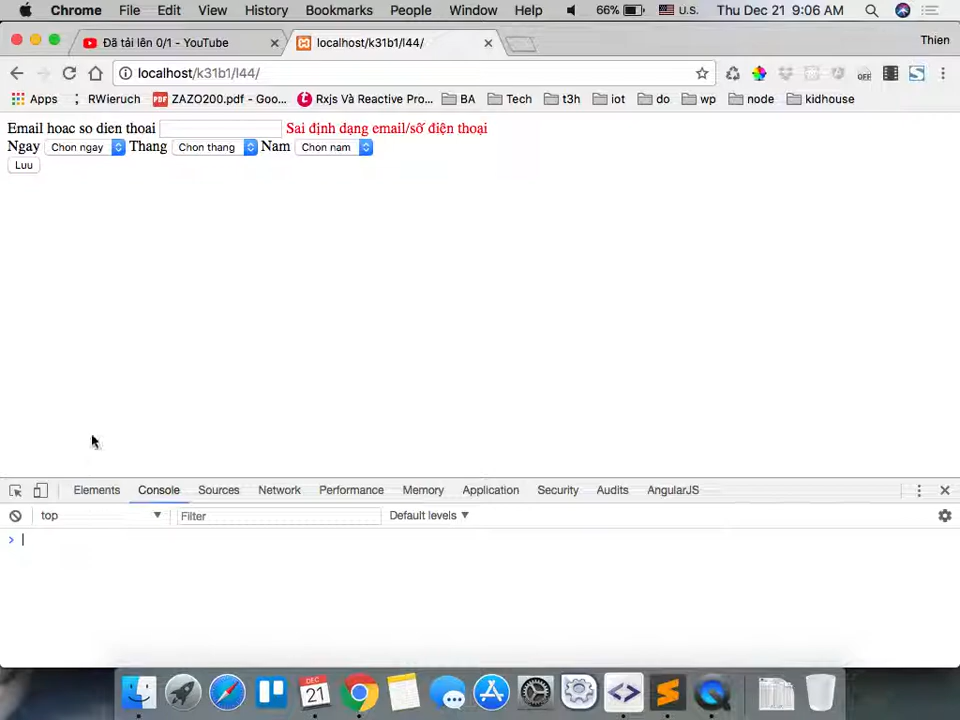 Chrome File Edit View History Bookmarks People Window Help 66% U.S. Thu Dec 21 9:06 AM
Đã tải lên 0/1 - YouTube localhost/k31b1/l44/ Thien
localhost/k31b1/l44/
Apps RWieruch ZAZO200.pdf - Goo... Rxjs Và Reactive Pro... BA Tech t3h iot do wp node kidhouse
Email hoac so dien thoai Sai định dạng email/số điện thoại
Ngay Chon ngay Thang Chon thang Nam Chon nam
Luu
Elements Console Sources Network Performance Memory Application Security Audits AngularJS
top Filter Default levels
DEC
21